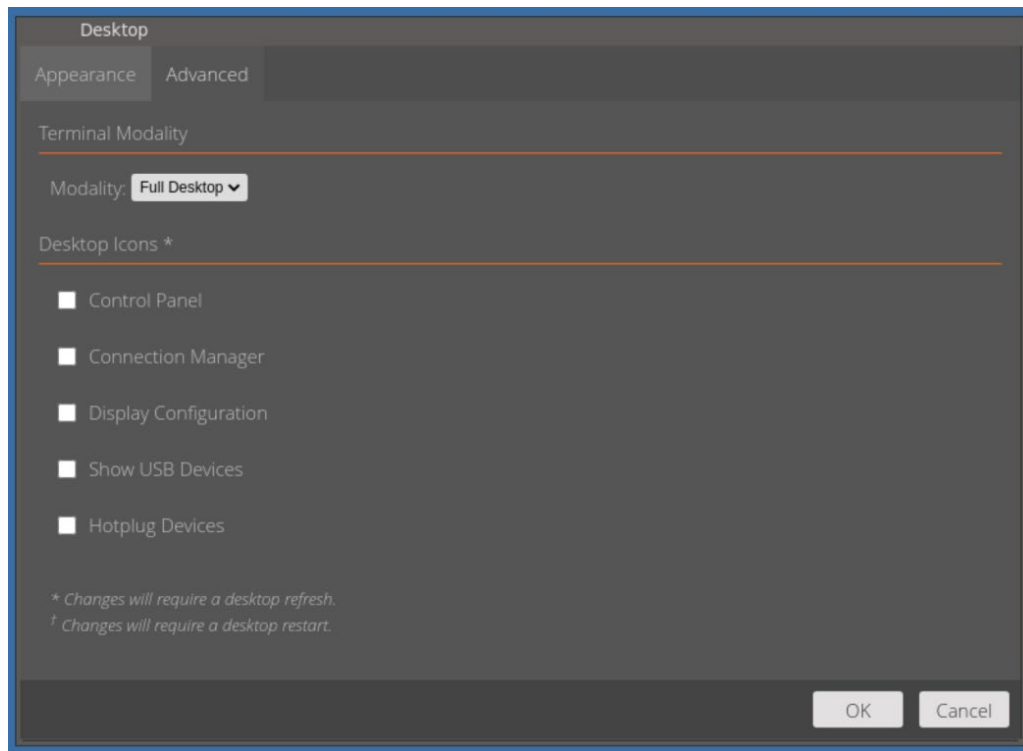 Desktop
Appearance Advanced
Terminal Modality
Modality: Full Desktop
Desktop Icons *
Control Panel
Connection Manager
Display Configuration
Show USB Devices
Hotplug Devices
* Changes will require a desktop refresh.
† Changes will require a desktop restart.
OK Cancel